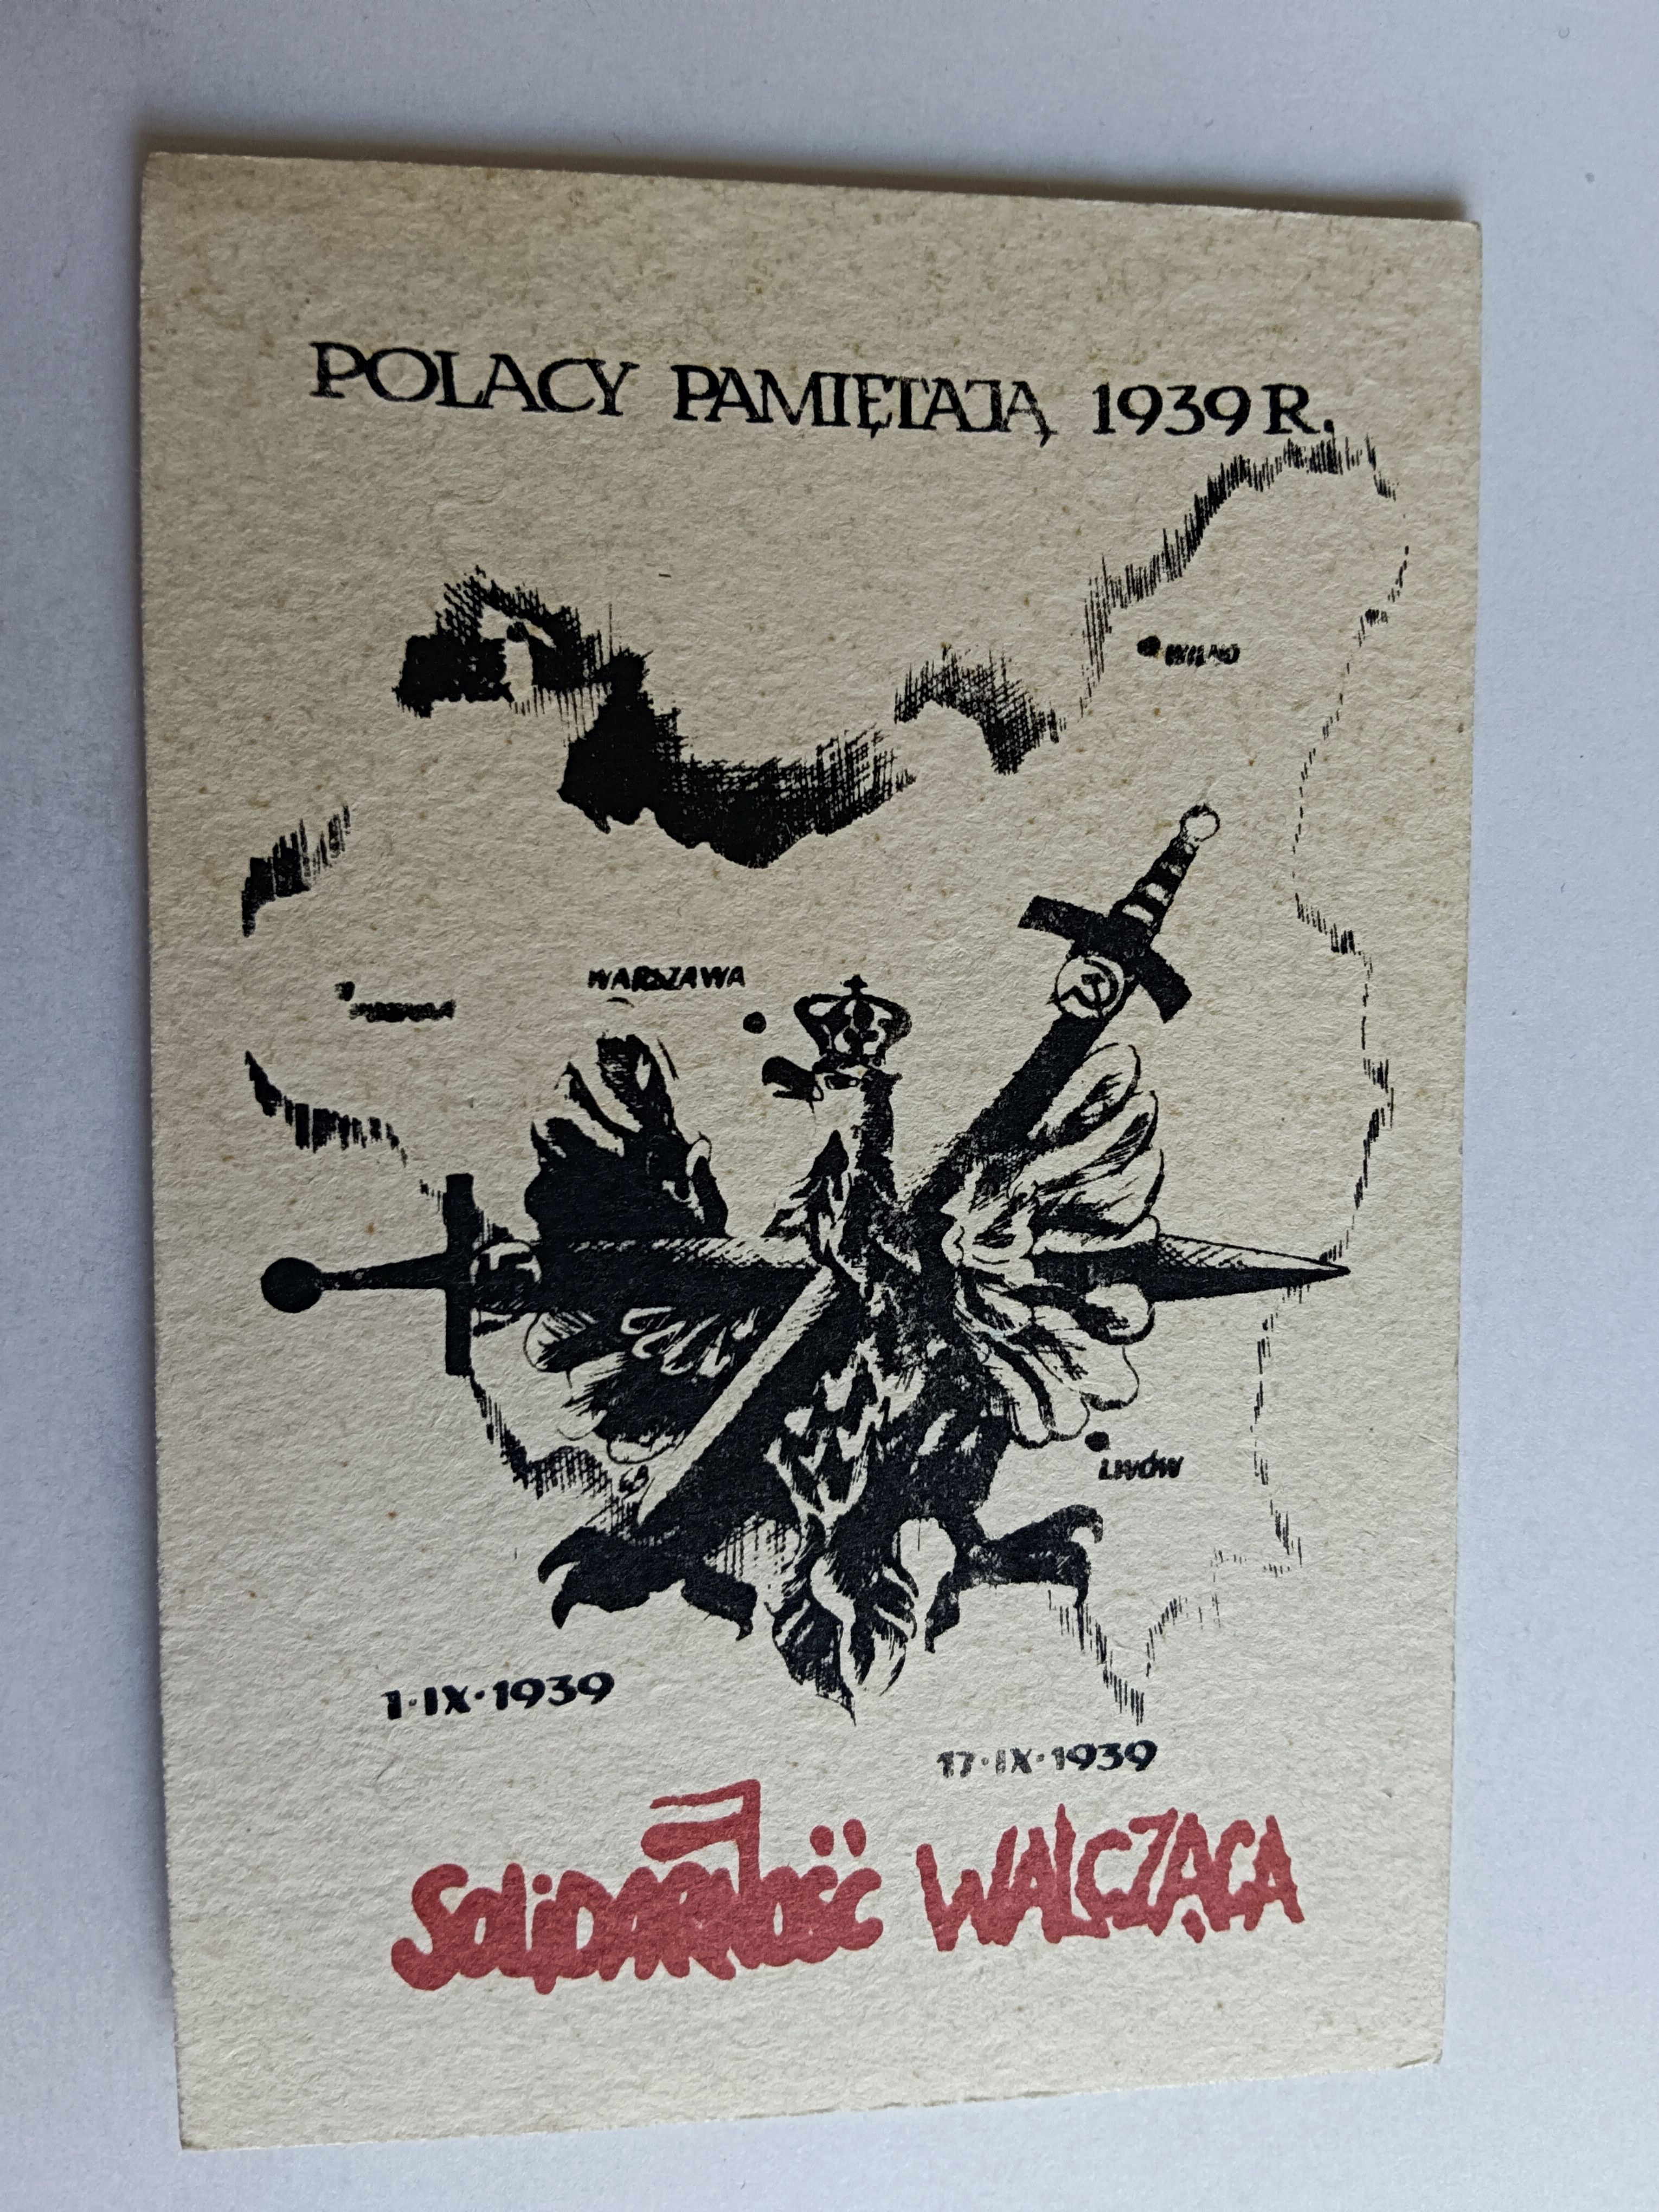 POLACY PAMIĘTAJĄ 1939 R.
WILNO
WARSZAWA
LWÓW
1·IX·1939
17·IX·1939
SOLiDARNOŚĆ WALCZĄCA